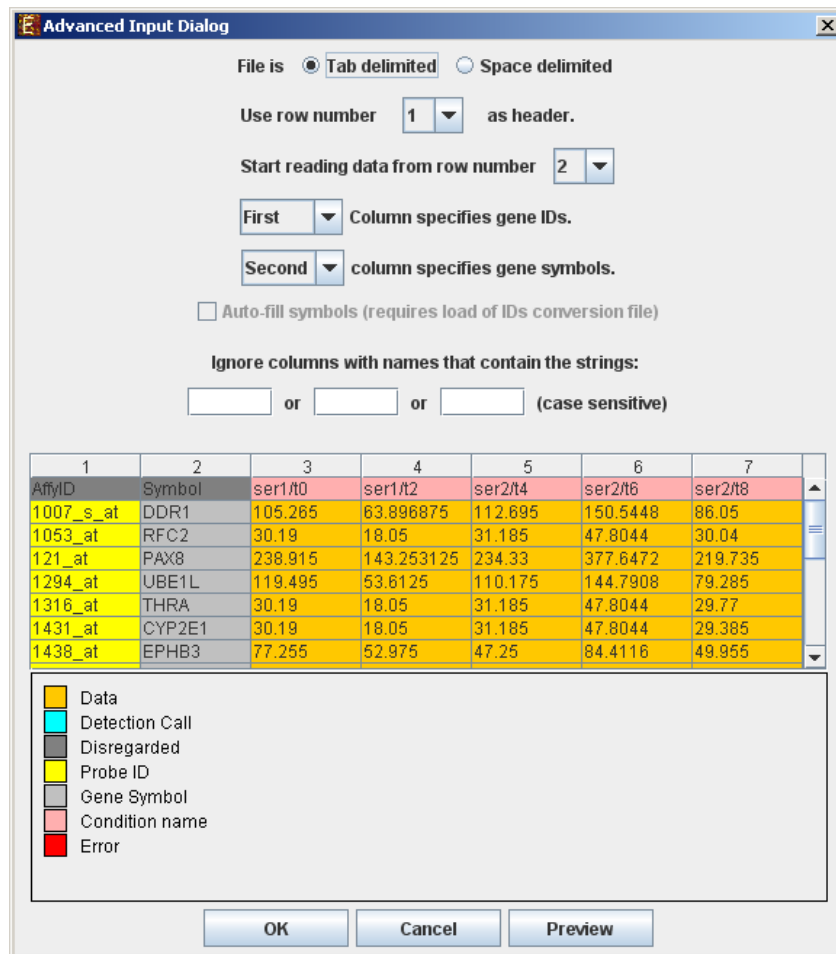 Advanced Input Dialog
File is Tab delimited Space delimited
Use row number 1 as header.
Start reading data from row number 2
First Column specifies gene IDs.
Second column specifies gene symbols.
Auto-fill symbols (requires load of IDs conversion file)
Ignore columns with names that contain the strings:
or or (case sensitive)
1 2 3 4 5 6 7
AffyID Symbol ser1/t0 ser1/t2 ser2/t4 ser2/t6 ser2/t8
1007_s_at DDR1 105.265 63.896875 112.695 150.5448 86.05
1053_at RFC2 30.19 18.05 31.185 47.8044 30.04
121_at PAX8 238.915 143.253125 234.33 377.6472 219.735
1294_at UBE1L 119.495 53.6125 110.175 144.7908 79.285
1316_at THRA 30.19 18.05 31.185 47.8044 29.77
1431_at CYP2E1 30.19 18.05 31.185 47.8044 29.385
1438_at EPHB3 77.255 52.975 47.25 84.4116 49.955
Data
Detection Call
Disregarded
Probe ID
Gene Symbol
Condition name
Error
OK Cancel Preview